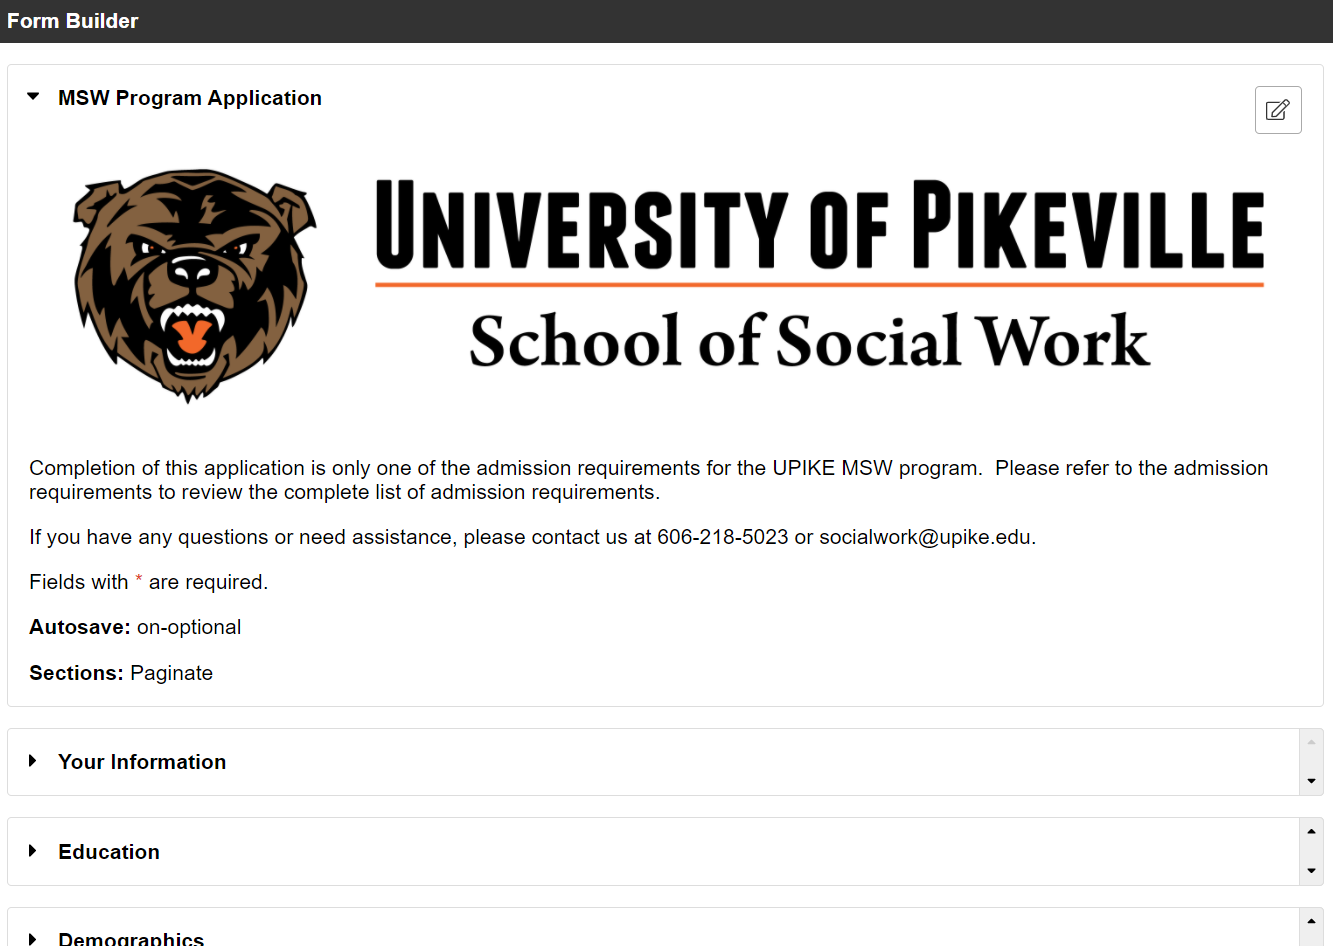 Form Builder
MSW Program Application
UNIVERSITY OF PIKEVILLE
School of Social Work
Completion of this application is only one of the admission requirements for the UPIKE MSW program.  Please refer to the admission
requirements to review the complete list of admission requirements.
If you have any questions or need assistance, please contact us at 606-218-5023 or socialwork@upike.edu.
Fields with * are required.
Autosave: on-optional
Sections: Paginate
Your Information
Education
Demographics